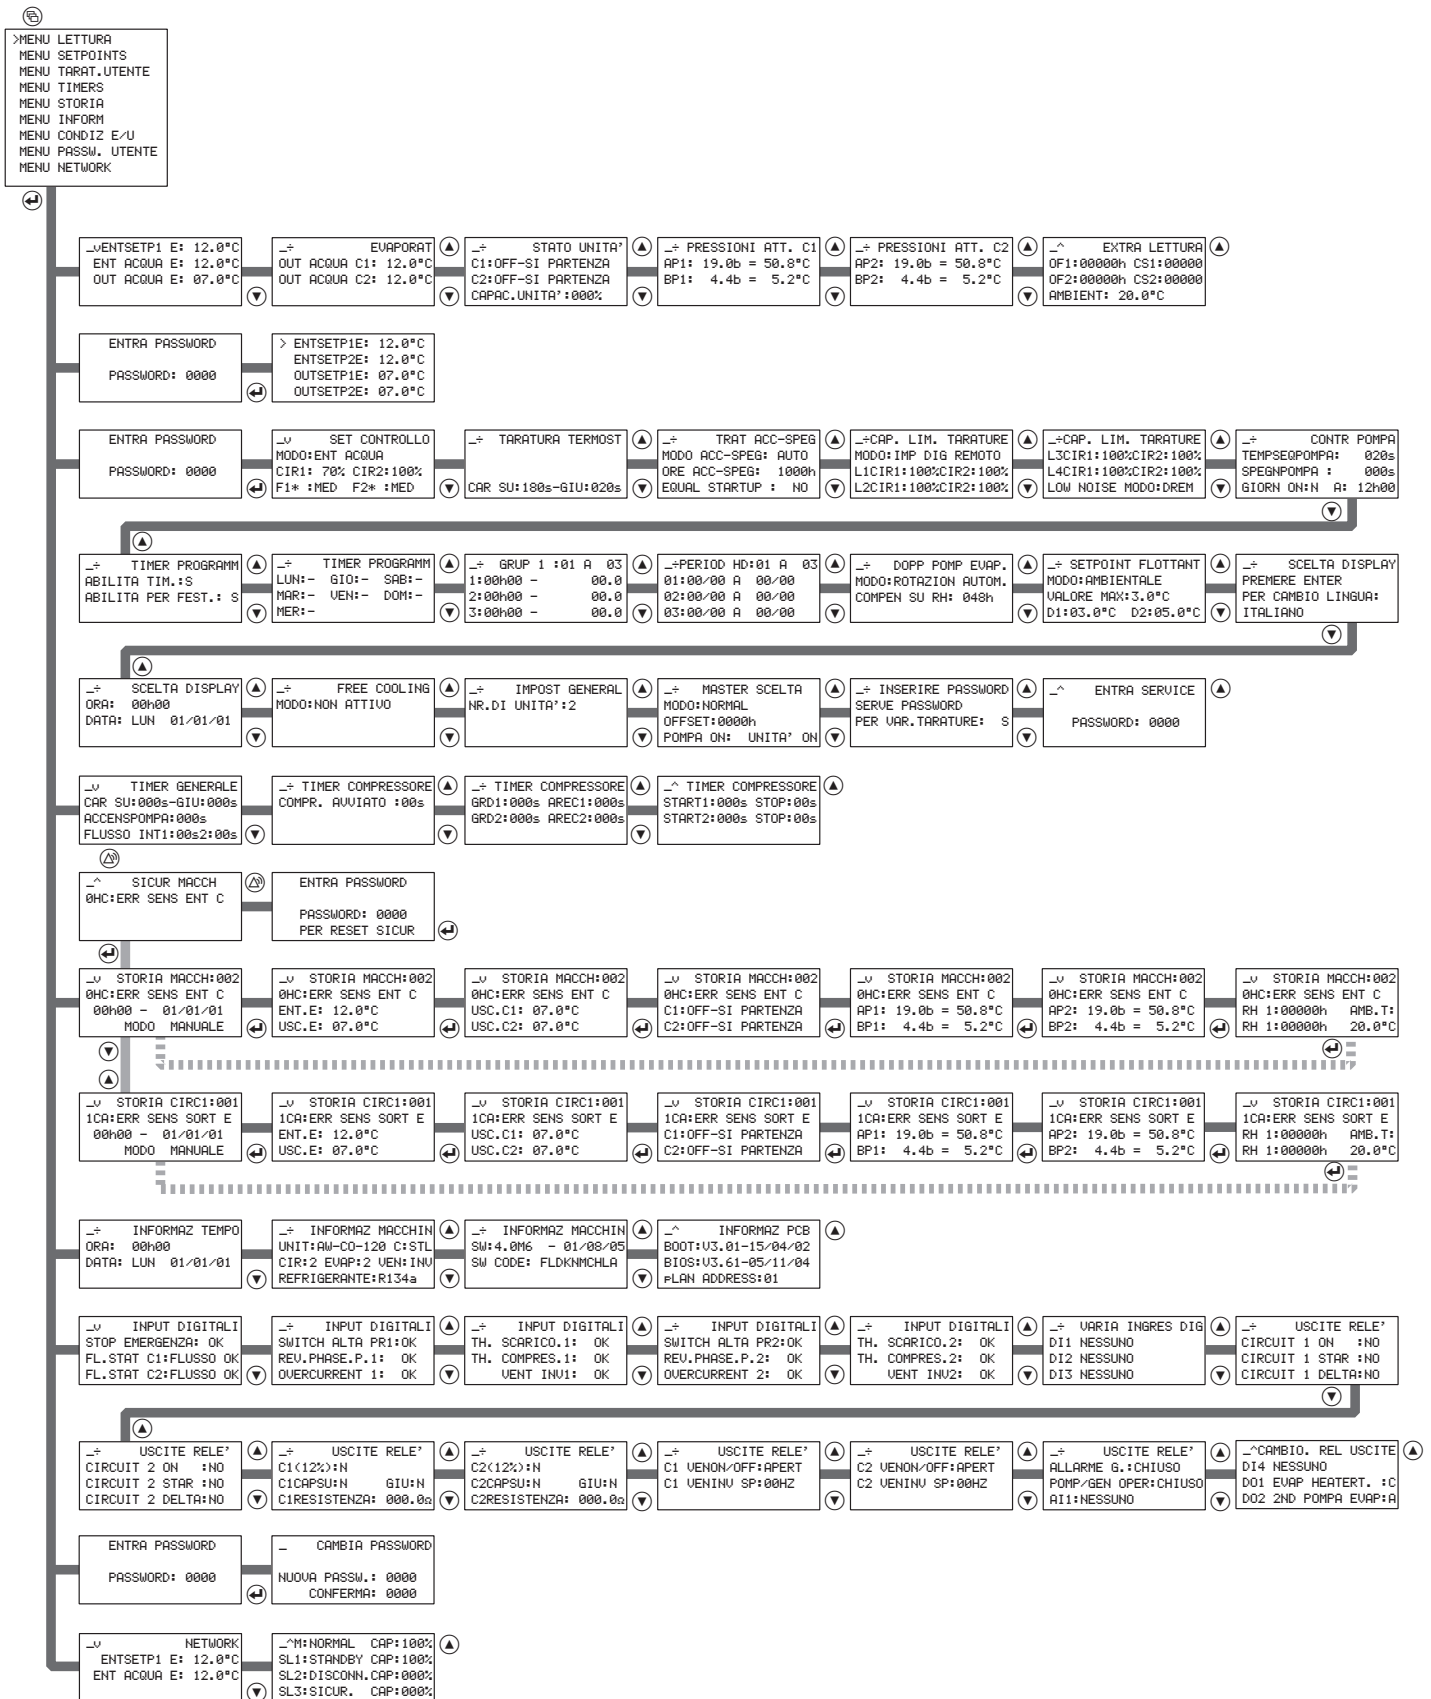 >MENU LETTURA
MENU SETPOINTS
MENU TARAT.UTENTE
MENU TIMERS
MENU STORIA
MENU INFORM
MENU CONDIZ E/U
MENU PASSW. UTENTE
MENU NETWORK
_vENTSETP1 E: 12.0°C
ENT ACQUA E: 12.0°C
OUT ACQUA E: 07.0°C
_÷ EVAPORAT
OUT ACQUA C1: 12.0°C
OUT ACQUA C2: 12.0°C
_÷ STATO UNITA'
C1:OFF-SI PARTENZA
C2:OFF-SI PARTENZA
CAPAC.UNITA':000%
_÷ PRESSIONI ATT. C1
AP1: 19.0b = 50.8°C
BP1: 4.4b = 5.2°C
_÷ PRESSIONI ATT. C2
AP2: 19.0b = 50.8°C
BP2: 4.4b = 5.2°C
_^ EXTRA LETTURA
OF1:00000h CS1:00000
OF2:00000h CS2:00000
AMBIENT: 20.0°C
ENTRA PASSWORD
PASSWORD: 0000
> ENTSETP1E: 12.0°C
ENTSETP2E: 12.0°C
OUTSETP1E: 07.0°C
OUTSETP2E: 07.0°C
ENTRA PASSWORD
PASSWORD: 0000
_v SET CONTROLLO
MODO:ENT ACQUA
CIR1: 70% CIR2:100%
F1* :MED F2* :MED
_÷ TARATURA TERMOST
CAR SU:180s-GIU:020s
_÷ TRAT ACC-SPEG
MODO ACC-SPEG: AUTO
ORE ACC-SPEG: 1000h
EQUAL STARTUP : NO
_÷CAP. LIM. TARATURE
MODO:IMP DIG REMOTO
L1CIR1:100%CIR2:100%
L2CIR1:100%CIR2:100%
_÷CAP. LIM. TARATURE
L3CIR1:100%CIR2:100%
L4CIR1:100%CIR2:100%
LOW NOISE MODO:DREM
_÷ CONTR POMPA
TEMPSEQPOMPA: 020s
SPEGNPOMPA : 000s
GIORN ON:N A: 12h00
_÷ TIMER PROGRAMM
ABILITA TIM.:S
ABILITA PER FEST.: S
_÷ TIMER PROGRAMM
LUN:- GIO:- SAB:-
MAR:- VEN:- DOM:-
MER:-
_÷ GRUP 1 :01 A 03
1:00h00 - 00.0
2:00h00 - 00.0
3:00h00 - 00.0
_÷PERIOD HD:01 A 03
01:00/00 A 00/00
02:00/00 A 00/00
03:00/00 A 00/00
_÷ DOPP POMP EVAP.
MODO:ROTAZION AUTOM.
COMPEN SU RH: 048h
_÷ SETPOINT FLOTTANT
MODO:AMBIENTALE
VALORE MAX:3.0°C
D1:03.0°C D2:05.0°C
_÷ SCELTA DISPLAY
PREMERE ENTER
PER CAMBIO LINGUA:
ITALIANO
_÷ SCELTA DISPLAY
ORA: 00h00
DATA: LUN 01/01/01
_÷ FREE COOLING
MODO:NON ATTIVO
_÷ IMPOST GENERAL
NR.DI UNITA':2
_÷ MASTER SCELTA
MODO:NORMAL
OFFSET:0000h
POMPA ON: UNITA' ON
_÷ INSERIRE PASSWORD
SERVE PASSWORD
PER VAR.TARATURE: S
_^ ENTRA SERVICE
PASSWORD: 0000
_v TIMER GENERALE
CAR SU:000s-GIU:000s
ACCENSPOMPA:000s
FLUSSO INT1:00s2:00s
_÷ TIMER COMPRESSORE
COMPR. AVVIATO :00s
_÷ TIMER COMPRESSORE
GRD1:000s AREC1:000s
GRD2:000s AREC2:000s
_^ TIMER COMPRESSORE
START1:000s STOP:00s
START2:000s STOP:00s
_^ SICUR MACCH
0HC:ERR SENS ENT C
ENTRA PASSWORD
PASSWORD: 0000
PER RESET SICUR
_v STORIA MACCH:002
0HC:ERR SENS ENT C
00h00 - 01/01/01
MODO MANUALE
_v STORIA MACCH:002
0HC:ERR SENS ENT C
ENT.E: 12.0°C
USC.E: 07.0°C
_v STORIA MACCH:002
0HC:ERR SENS ENT C
USC.C1: 07.0°C
USC.C2: 07.0°C
_v STORIA MACCH:002
0HC:ERR SENS ENT C
C1:OFF-SI PARTENZA
C2:OFF-SI PARTENZA
_v STORIA MACCH:002
0HC:ERR SENS ENT C
AP1: 19.0b = 50.8°C
BP1: 4.4b = 5.2°C
_v STORIA MACCH:002
0HC:ERR SENS ENT C
AP2: 19.0b = 50.8°C
BP2: 4.4b = 5.2°C
_v STORIA MACCH:002
0HC:ERR SENS ENT C
RH 1:00000h AMB.T:
RH 1:00000h 20.0°C
_v STORIA CIRC1:001
1CA:ERR SENS SORT E
00h00 - 01/01/01
MODO MANUALE
_v STORIA CIRC1:001
1CA:ERR SENS SORT E
ENT.E: 12.0°C
USC.E: 07.0°C
_v STORIA CIRC1:001
1CA:ERR SENS SORT E
USC.C1: 07.0°C
USC.C2: 07.0°C
_v STORIA CIRC1:001
1CA:ERR SENS SORT E
C1:OFF-SI PARTENZA
C2:OFF-SI PARTENZA
_v STORIA CIRC1:001
1CA:ERR SENS SORT E
AP1: 19.0b = 50.8°C
BP1: 4.4b = 5.2°C
_v STORIA CIRC1:001
1CA:ERR SENS SORT E
AP2: 19.0b = 50.8°C
BP2: 4.4b = 5.2°C
_v STORIA CIRC1:001
1CA:ERR SENS SORT E
RH 1:00000h AMB.T:
RH 1:00000h 20.0°C
_÷ INFORMAZ TEMPO
ORA: 00h00
DATA: LUN 01/01/01
_÷ INFORMAZ MACCHIN
UNIT:AW-CO-120 C:STL
CIR:2 EVAP:2 VEN:INV
REFRIGERANTE:R134a
_÷ INFORMAZ MACCHIN
SW:4.0M6 - 01/08/05
SW CODE: FLDKNMCHLA
_^ INFORMAZ PCB
BOOT:V3.01-15/04/02
BIOS:V3.61-05/11/04
pLAN ADDRESS:01
_v INPUT DIGITALI
STOP EMERGENZA: OK
FL.STAT C1:FLUSSO OK
FL.STAT C2:FLUSSO OK
_÷ INPUT DIGITALI
SWITCH ALTA PR1:OK
REV.PHASE.P.1: OK
OVERCURRENT 1: OK
_÷ INPUT DIGITALI
TH. SCARICO.1: OK
TH. COMPRES.1: OK
VENT INV1: OK
_÷ INPUT DIGITALI
SWITCH ALTA PR2:OK
REV.PHASE.P.2: OK
OVERCURRENT 2: OK
_÷ INPUT DIGITALI
TH. SCARICO.2: OK
TH. COMPRES.2: OK
VENT INV2: OK
_÷ VARIA INGRES DIG
DI1 NESSUNO
DI2 NESSUNO
DI3 NESSUNO
_÷ USCITE RELE'
CIRCUIT 1 ON :NO
CIRCUIT 1 STAR :NO
CIRCUIT 1 DELTA:NO
_÷ USCITE RELE'
CIRCUIT 2 ON :NO
CIRCUIT 2 STAR :NO
CIRCUIT 2 DELTA:NO
_÷ USCITE RELE'
C1(12%):N
C1CAPSU:N GIU:N
C1RESISTENZA: 000.0Ω
_÷ USCITE RELE'
C2(12%):N
C2CAPSU:N GIU:N
C2RESISTENZA: 000.0Ω
_÷ USCITE RELE'
C1 VENON/OFF:APERT
C1 VENINV SP:00HZ
_÷ USCITE RELE'
C2 VENON/OFF:APERT
C2 VENINV SP:00HZ
_÷ USCITE RELE'
ALLARME G.:CHIUSO
POMP/GEN OPER:CHIUSO
AI1:NESSUNO
_^CAMBIO. REL USCITE
DI4 NESSUNO
DO1 EVAP HEATERT. :C
DO2 2ND POMPA EVAP:A
ENTRA PASSWORD
PASSWORD: 0000
_ CAMBIA PASSWORD
NUOVA PASSW.: 0000
CONFERMA: 0000
_v NETWORK
ENTSETP1 E: 12.0°C
ENT ACQUA E: 12.0°C
_^M:NORMAL CAP:100%
SL1:STANDBY CAP:100%
SL2:DISCONN.CAP:000%
SL3:SICUR. CAP:000%